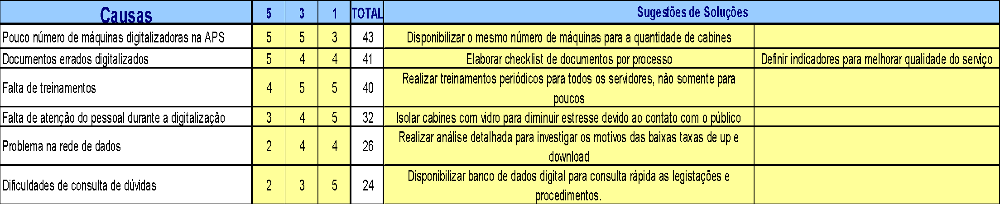 Causas 5 3 1 TOTAL Sugestões de Soluções
Pouco número de máquinas digitalizadoras na APS 5 5 3 43 Disponibilizar o mesmo número de máquinas para a quantidade de cabines
Documentos errados digitalizados 5 4 4 41 Elaborar checklist de documentos por processo Definir indicadores para melhorar qualidade do serviço
Falta de treinamentos 4 5 5 40 Realizar treinamentos periódicos para todos os servidores, não somente para
poucos
Falta de atenção do pessoal durante a digitalização 3 4 5 32 Isolar cabines com vidro para diminuir estresse devido ao contato com o público
Problema na rede de dados 2 4 4 26 Realizar análise detalhada para investigar os motivos das baixas taxas de up e
download
Dificuldades de consulta de dúvidas 2 3 5 24 Disponibilizar banco de dados digital para consulta rápida as legistações e
procedimentos.